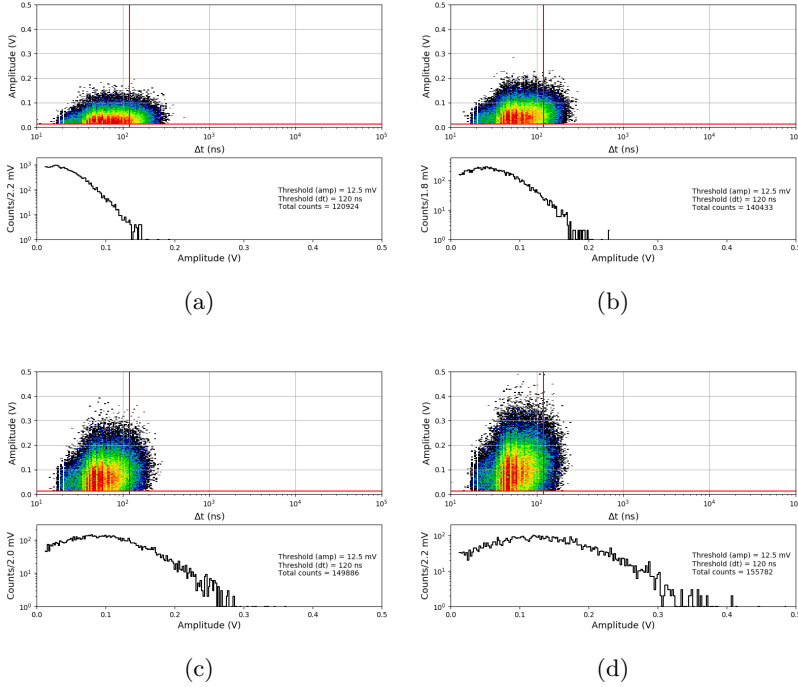 0.5
0.4
0.3
0.2
0.1
0.0
Amplitude (V)
10¹ 10² 10³ 10⁴ 10⁵
Δt (ns)
10³
10²
10¹
10⁰
Counts/2.2 mV
Threshold (amp) = 12.5 mV
Threshold (dt) = 120 ns
Total counts = 120924
0.0 0.1 0.2 0.3 0.4 0.5
Amplitude (V)
(a)
0.5
0.4
0.3
0.2
0.1
0.0
Amplitude (V)
10¹ 10² 10³ 10⁴ 10⁵
Δt (ns)
10²
10¹
10⁰
Counts/1.8 mV
Threshold (amp) = 12.5 mV
Threshold (dt) = 120 ns
Total counts = 140433
0.0 0.1 0.2 0.3 0.4 0.5
Amplitude (V)
(b)
0.5
0.4
0.3
0.2
0.1
0.0
Amplitude (V)
10¹ 10² 10³ 10⁴ 10⁵
Δt (ns)
10²
10¹
10⁰
Counts/2.0 mV
Threshold (amp) = 12.5 mV
Threshold (dt) = 120 ns
Total counts = 149886
0.0 0.1 0.2 0.3 0.4 0.5
Amplitude (V)
(c)
0.5
0.4
0.3
0.2
0.1
0.0
Amplitude (V)
10¹ 10² 10³ 10⁴ 10⁵
Δt (ns)
10²
10¹
10⁰
Counts/2.2 mV
Threshold (amp) = 12.5 mV
Threshold (dt) = 120 ns
Total counts = 155782
0.0 0.1 0.2 0.3 0.4 0.5
Amplitude (V)
(d)